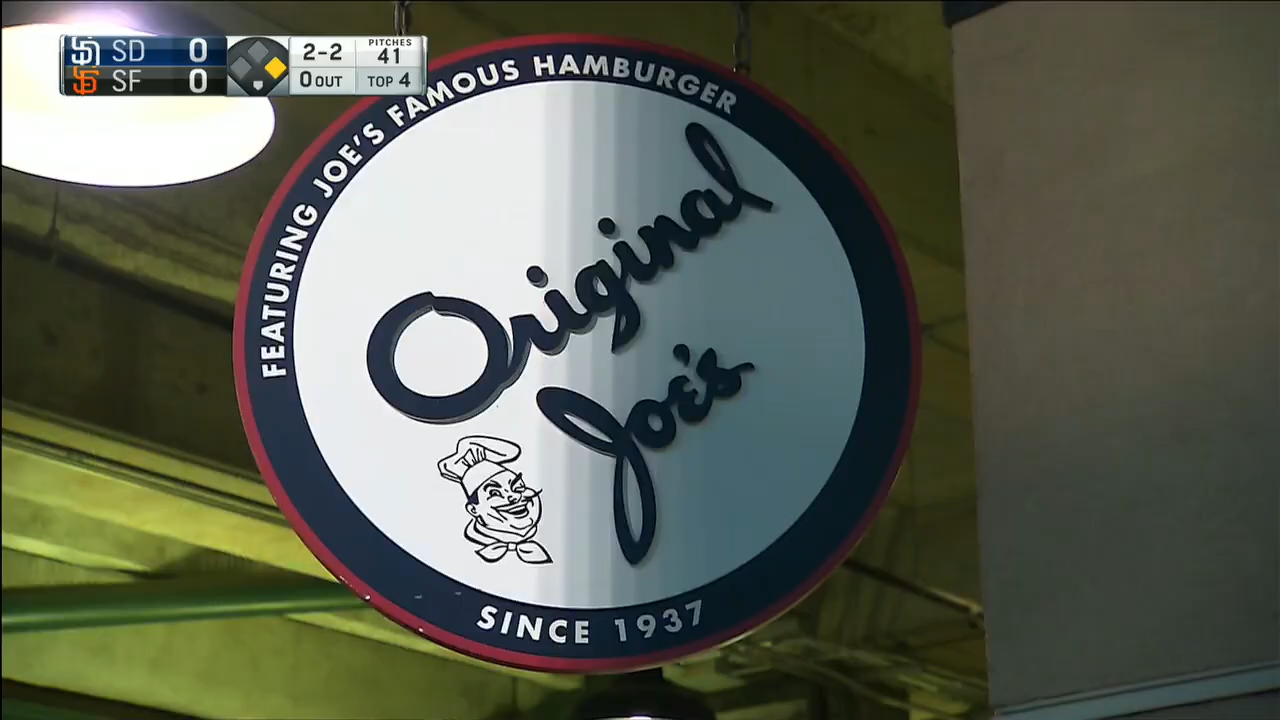 SD 0
SF 0
2-2
PITCHES
41
0 OUT
TOP 4
FEATURING JOE'S FAMOUS HAMBURGER
Original
Joe's
SINCE 1937